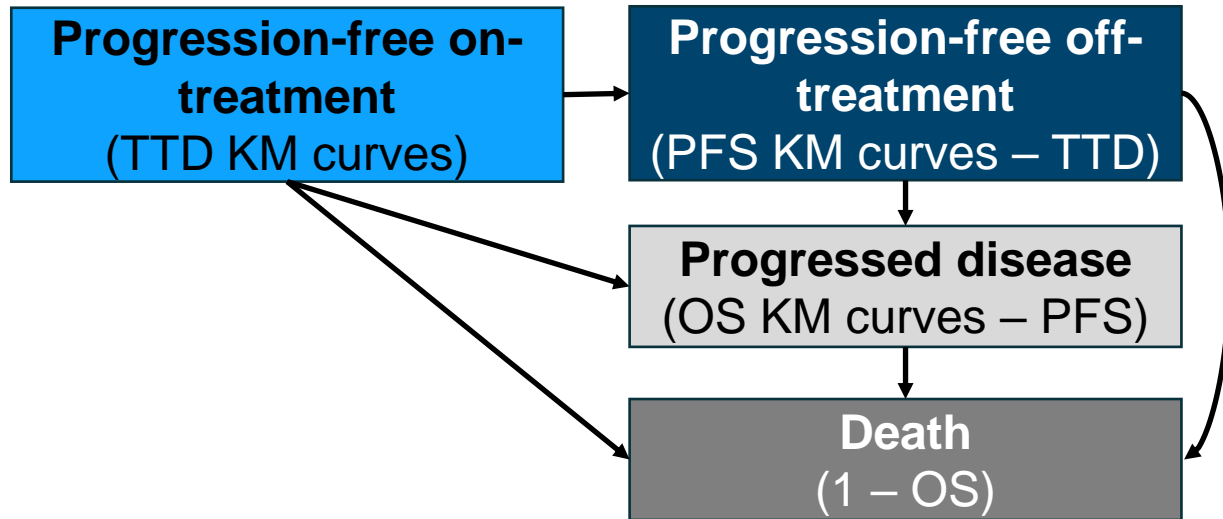 Progression-free on-
treatment
(TTD KM curves)
Progression-free off-
treatment
(PFS KM curves – TTD)
Progressed disease
(OS KM curves – PFS)
Death
(1 – OS)